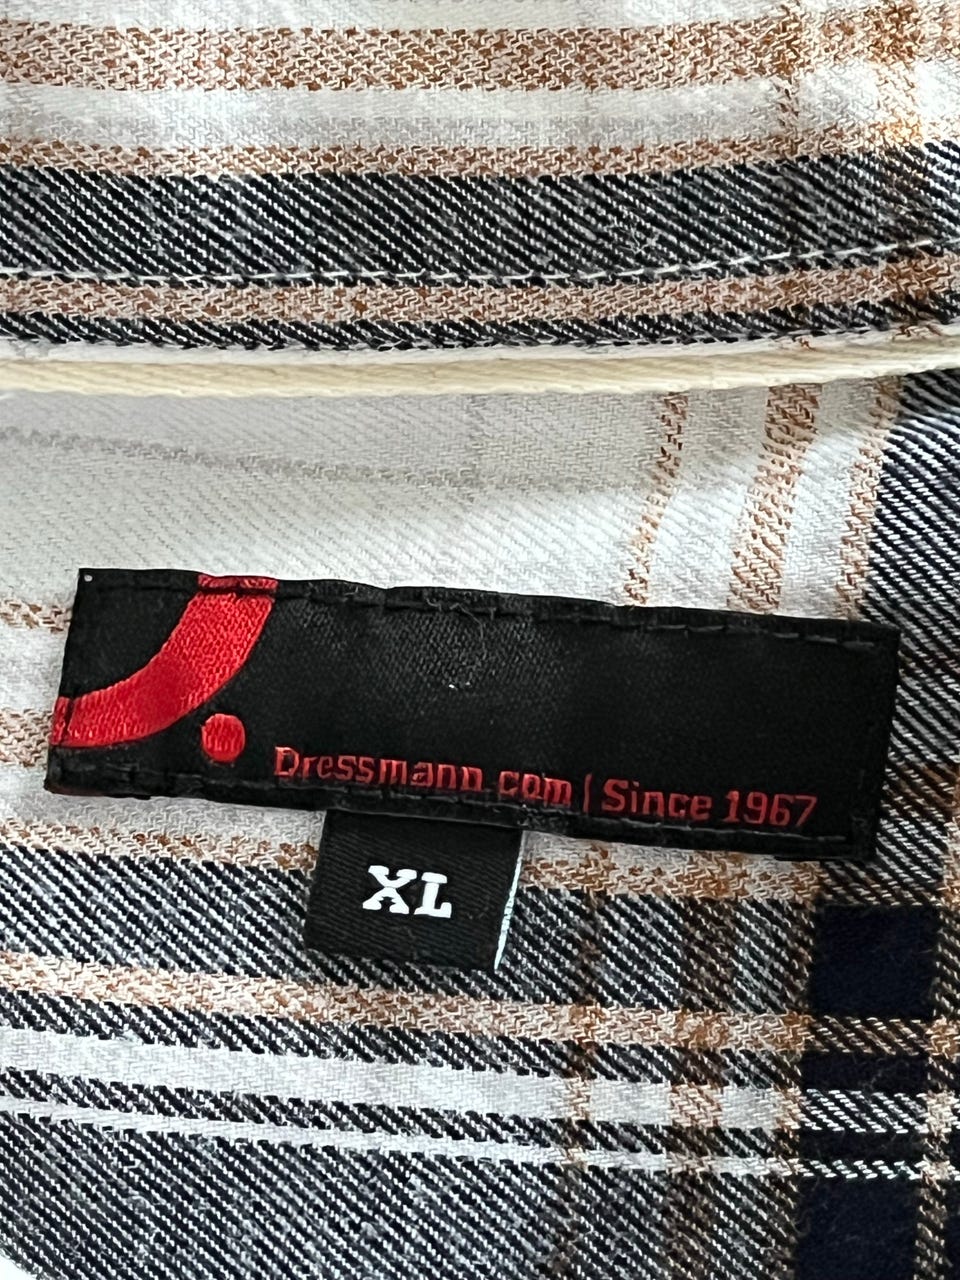 Dressmann.com | Since 1967
XL